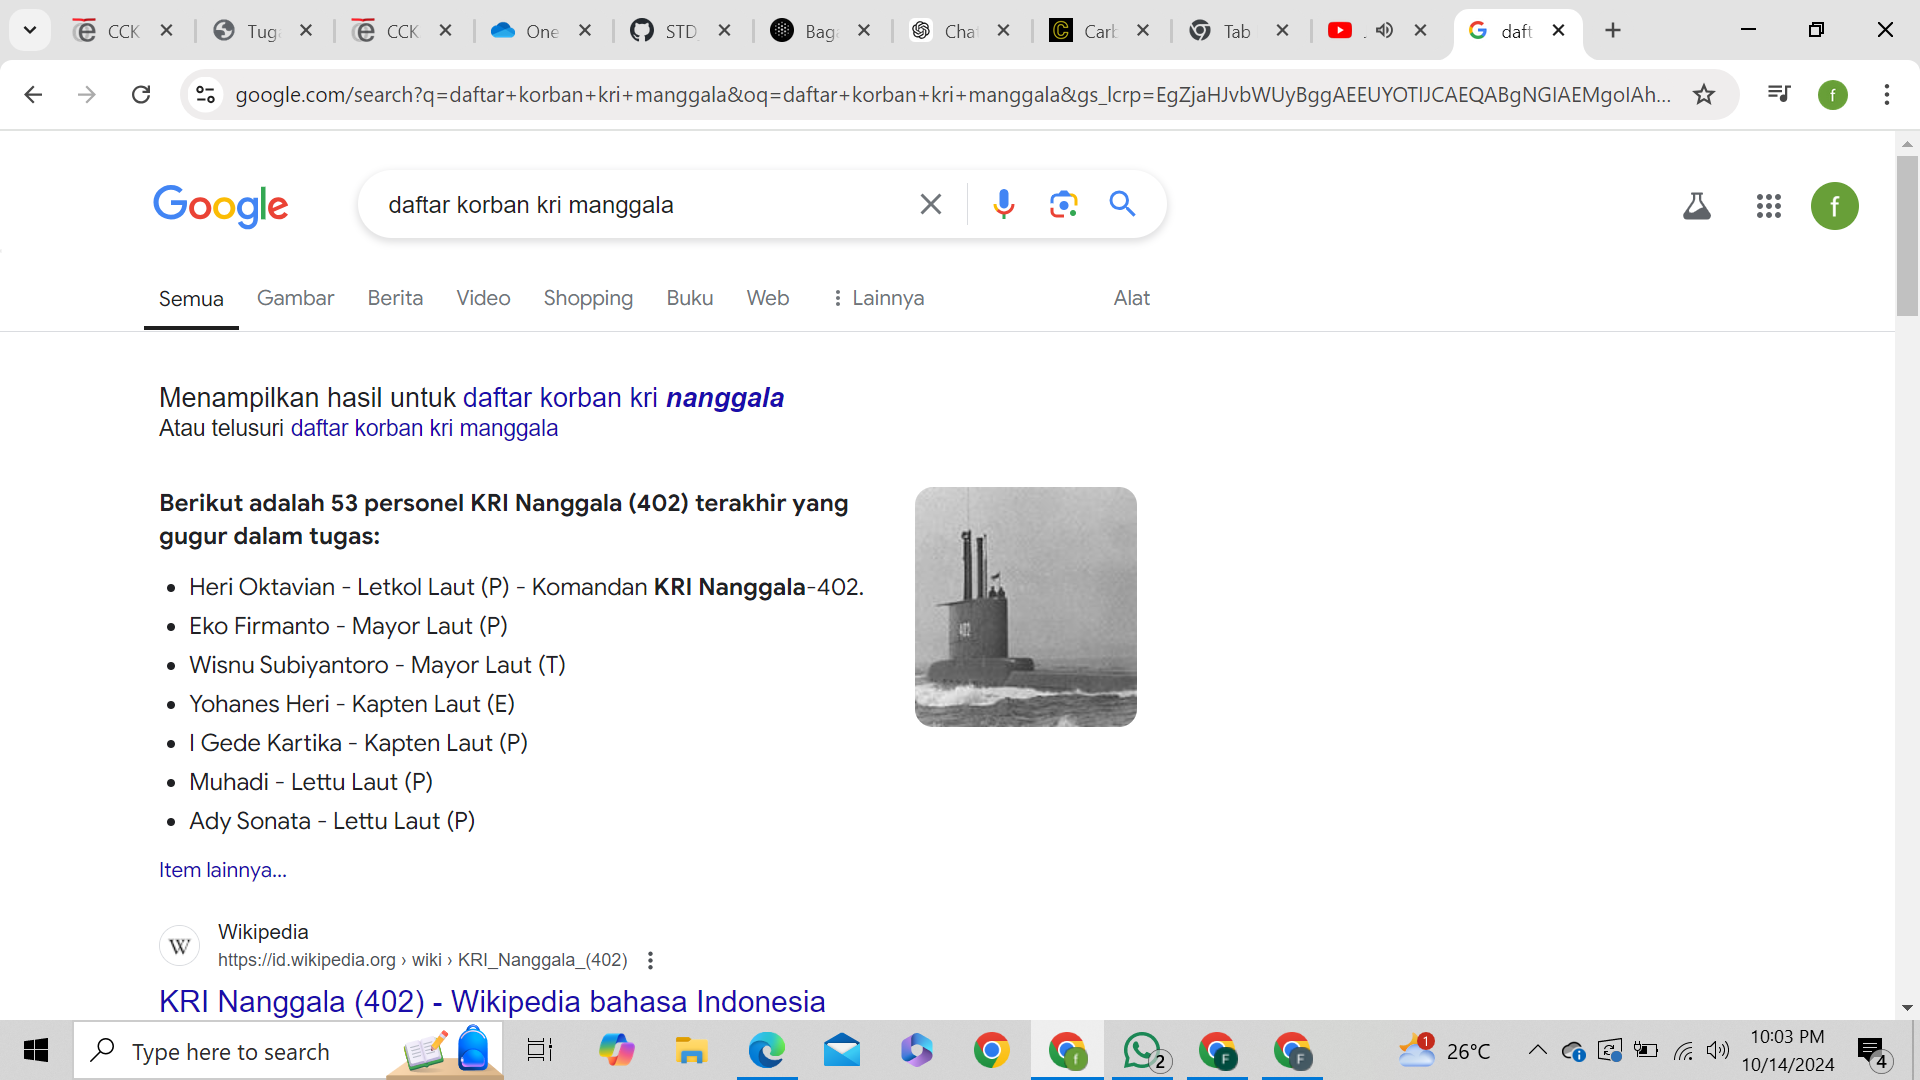 CCK
Tug
CCK
One
STD
Bag
Chat
Carb
Tab
.
daft
google.com/search?q=daftar+korban+kri+manggala&oq=daftar+korban+kri+manggala&gs_lcrp=EgZjaHJvbWUyBggAEEUYOTIJCAEQABgNGIAEMgoIAh...
f
Google
daftar korban kri manggala
f
Semua Gambar Berita Video Shopping Buku Web Lainnya Alat
Menampilkan hasil untuk daftar korban kri nanggala
Atau telusuri daftar korban kri manggala
Berikut adalah 53 personel KRI Nanggala (402) terakhir yang
gugur dalam tugas:
• Heri Oktavian - Letkol Laut (P) - Komandan KRI Nanggala-402.
• Eko Firmanto - Mayor Laut (P)
• Wisnu Subiyantoro - Mayor Laut (T)
• Yohanes Heri - Kapten Laut (E)
• I Gede Kartika - Kapten Laut (P)
• Muhadi - Lettu Laut (P)
• Ady Sonata - Lettu Laut (P)
402
Item lainnya...
W
Wikipedia
https://id.wikipedia.org › wiki › KRI_Nanggala_(402)
KRI Nanggala (402) - Wikipedia bahasa Indonesia
Type here to search
f
2
F
F
1
26°C
10:03 PM
10/14/2024
4